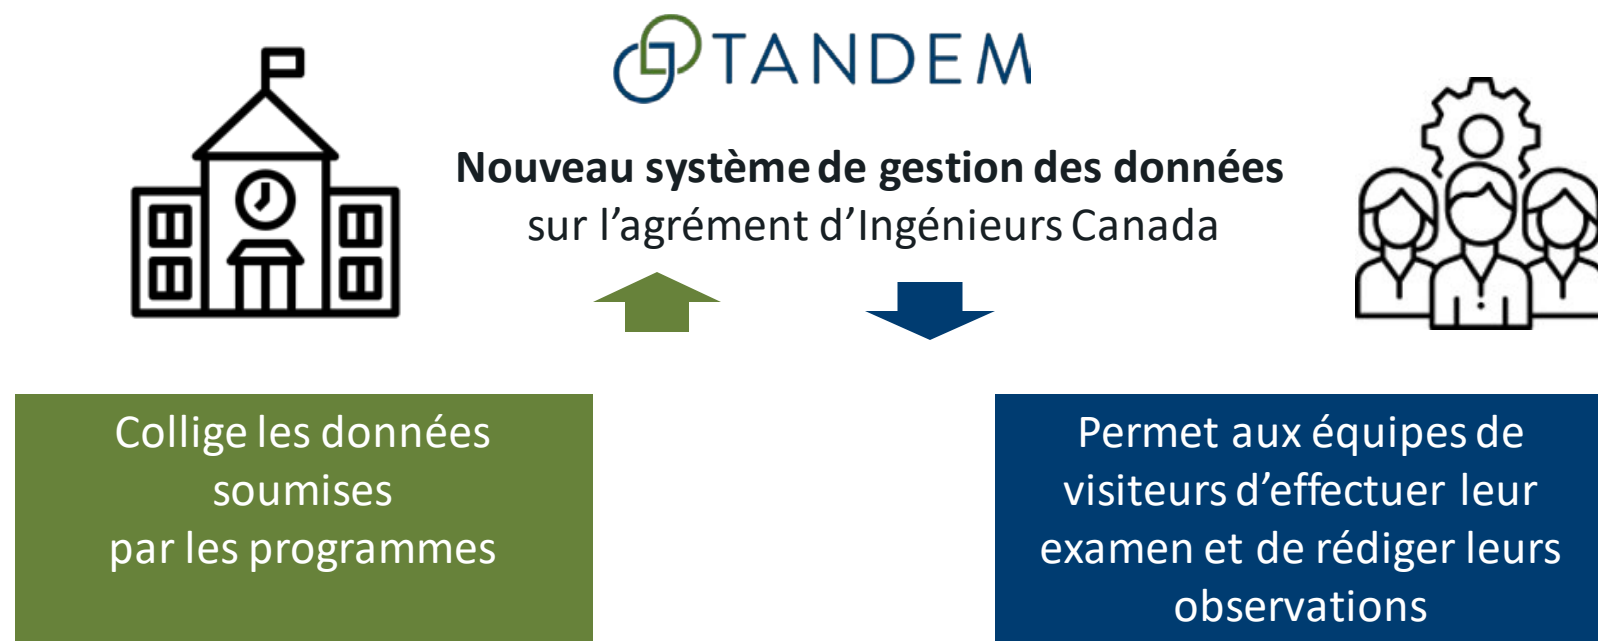 TANDEM
Nouveau système de gestion des données
sur l’agrément d’Ingénieurs Canada
Collige les données
soumises
par les programmes
Permet aux équipes de
visiteurs d’effectuer leur
examen et de rédiger leurs
observations